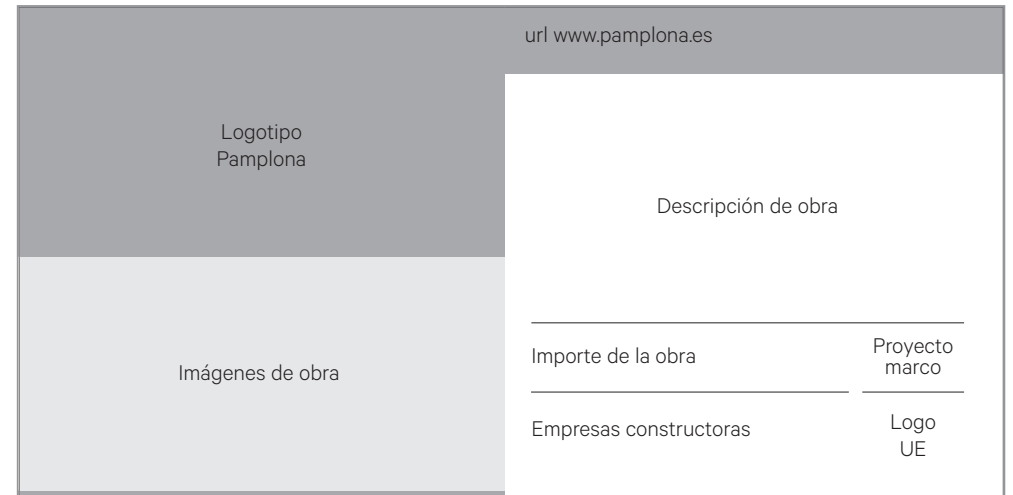 url www.pamplona.es
Logotipo
Pamplona
Descripción de obra
Imágenes de obra
Importe de la obra
Proyecto
marco
Empresas constructoras
Logo
UE